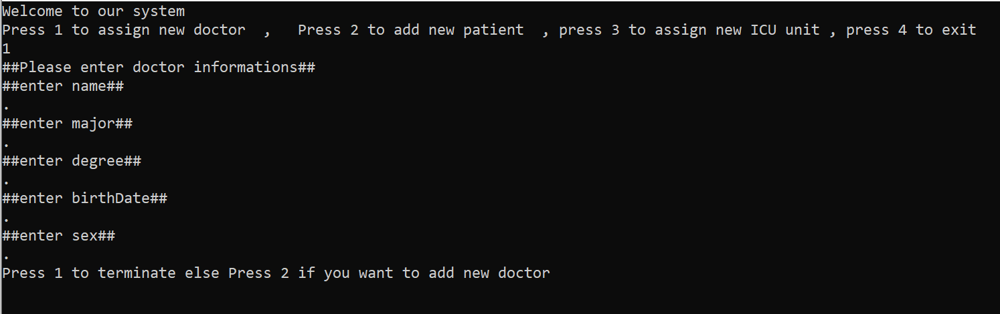 Welcome to our system
Press 1 to assign new doctor  ,   Press 2 to add new patient  , press 3 to assign new ICU unit , press 4 to exit
1
##Please enter doctor informations##
##enter name##
.
##enter major##
.
##enter degree##
.
##enter birthDate##
.
##enter sex##
.
Press 1 to terminate else Press 2 if you want to add new doctor